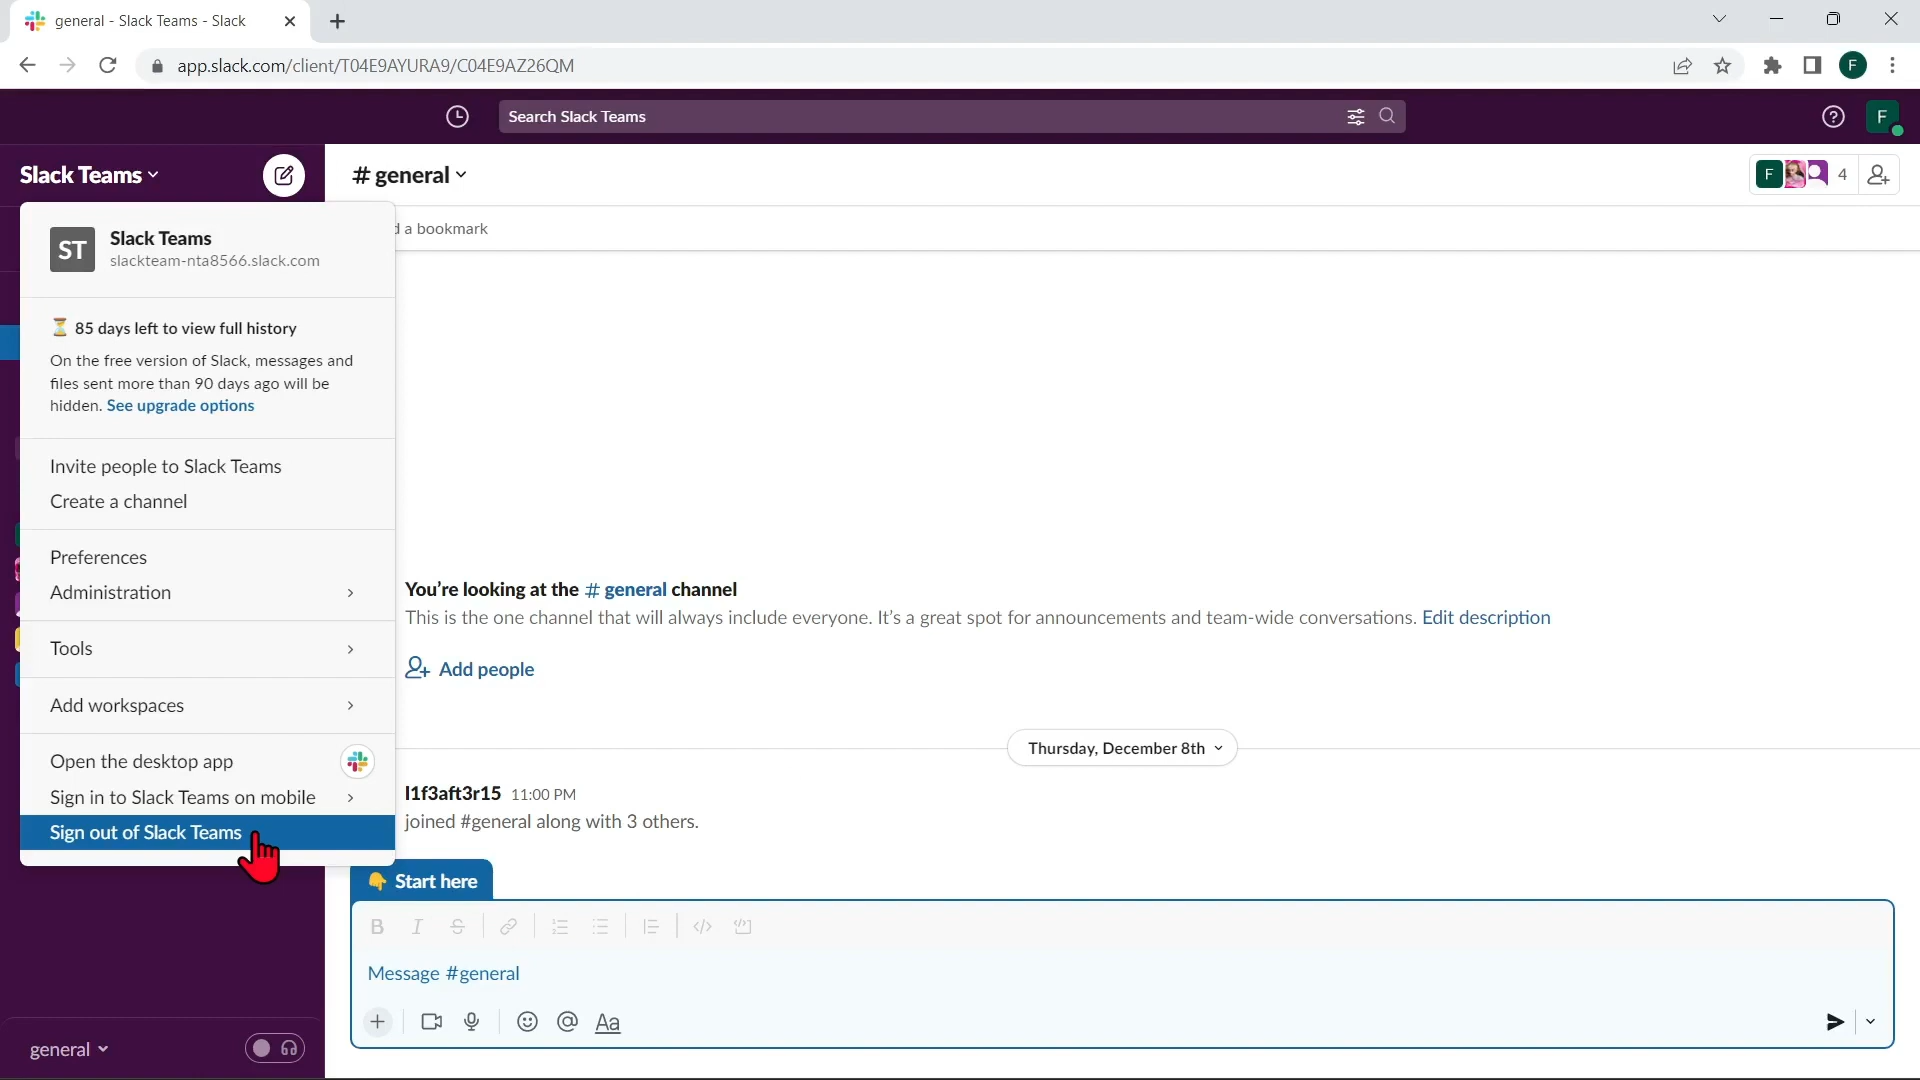 general - Slack Teams - Slack
app.slack.com/client/T04E9AYURA9/C04E9AZ26QM
F
Search Slack Teams
F
Slack Teams
# general
F
4
a bookmark
ST
Slack Teams
slackteam-nta8566.slack.com
85 days left to view full history
On the free version of Slack, messages and
files sent more than 90 days ago will be
hidden. See upgrade options
Invite people to Slack Teams
Create a channel
Preferences
Administration
Tools
Add workspaces
Open the desktop app
Sign in to Slack Teams on mobile
Sign out of Slack Teams
You're looking at the # general channel
This is the one channel that will always include everyone. It's a great spot for announcements and team-wide conversations. Edit description
Add people
Thursday, December 8th
l1f3aft3r15 11:00 PM
joined #general along with 3 others.
Start here
B I S
Message #general
Aa
general